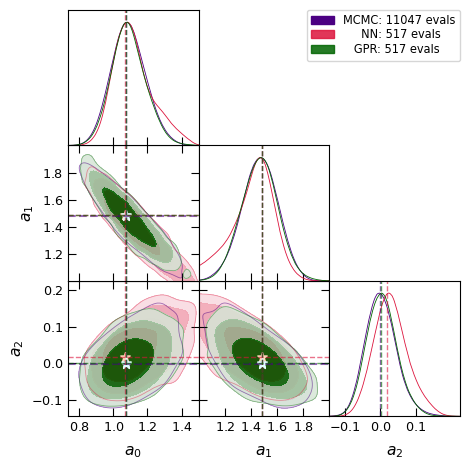 MCMC: 11047 evals
NN: 517 evals
GPR: 517 evals
1.8
1.6
1.4
1.2
a₁
0.2
0.1
0.0
−0.1
a₂
0.8 1.0 1.2 1.4
1.2 1.4 1.6 1.8
−0.1 0.0 0.1
a₀ a₁ a₂